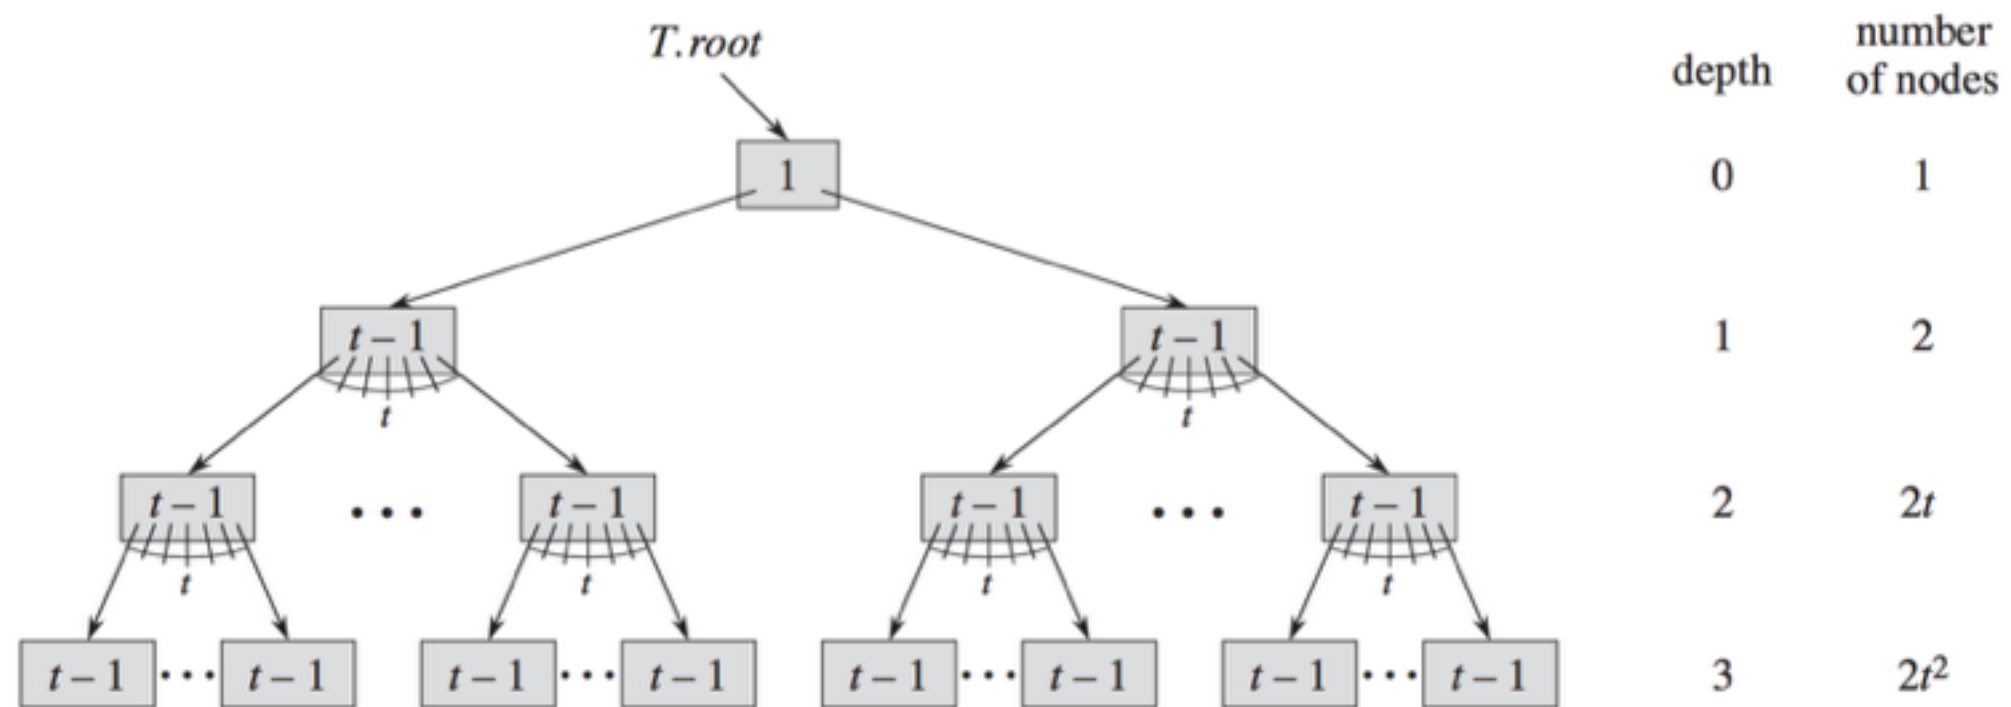 T.root
depth
number
of nodes
1
0
1
t – 1
t – 1
1
2
t
t
t – 1
• • •
t – 1
t – 1
• • •
t – 1
2
2t
t
t
t
t
t – 1 • • • t – 1
t – 1 • • • t – 1
t – 1 • • • t – 1
t – 1 • • • t – 1
3
2t²